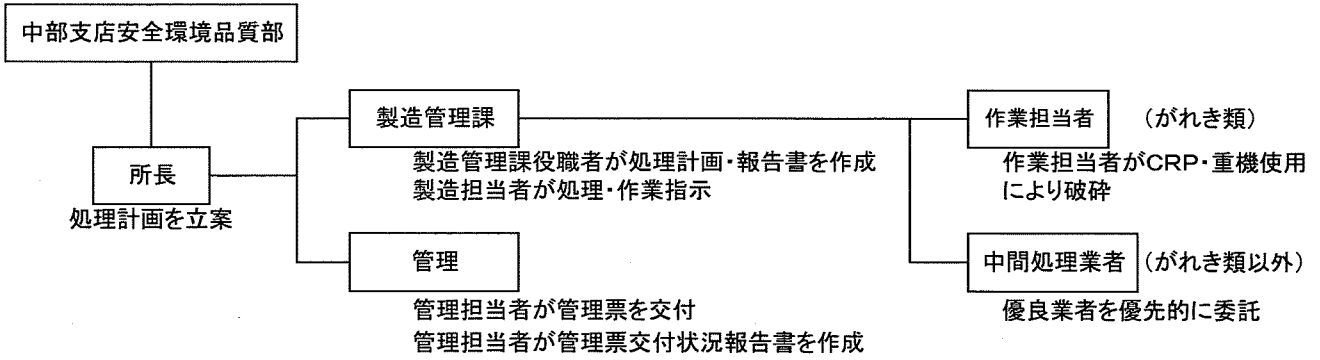 中部支店安全環境品質部
所長
処理計画を立案
製造管理課
製造管理課役職者が処理計画・報告書を作成
製造担当者が処理・作業指示
管理
管理担当者が管理票を交付
管理担当者が管理票交付状況報告書を作成
作業担当者 (がれき類)
作業担当者がCRP・重機使用
により破砕
中間処理業者 (がれき類以外)
優良業者を優先的に委託